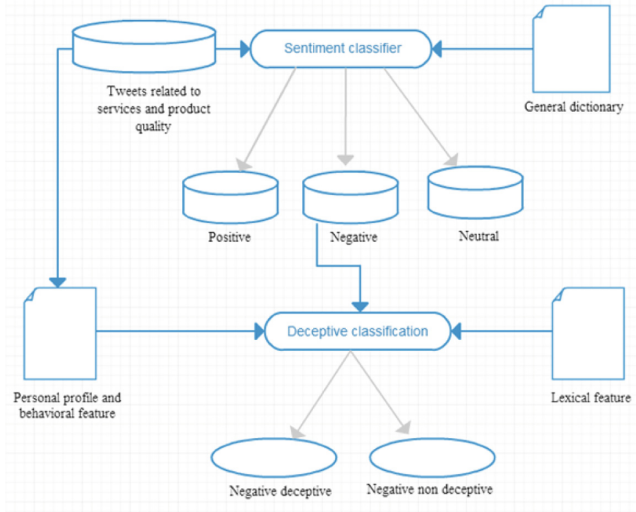 Sentiment classifier
Tweets related to
services and product
quality
General dictionary
Positive
Negative
Neutral
Deceptive classification
Personal profile and
behavioral feature
Lexical feature
Negative deceptive
Negative non deceptive